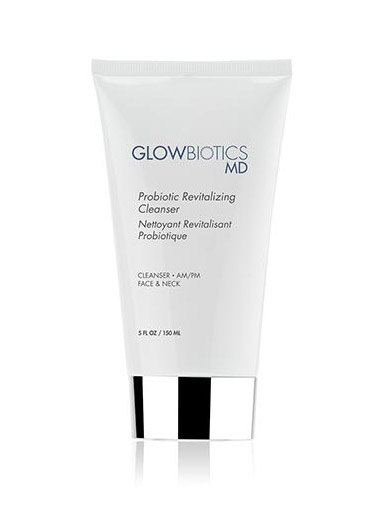 GLOWBIOTICS
MD
Probiotic Revitalizing
Cleanser
Nettoyant Revitalisant
Probiotique
CLEANSER • AM/PM
FACE & NECK
5 FL OZ / 150 ML